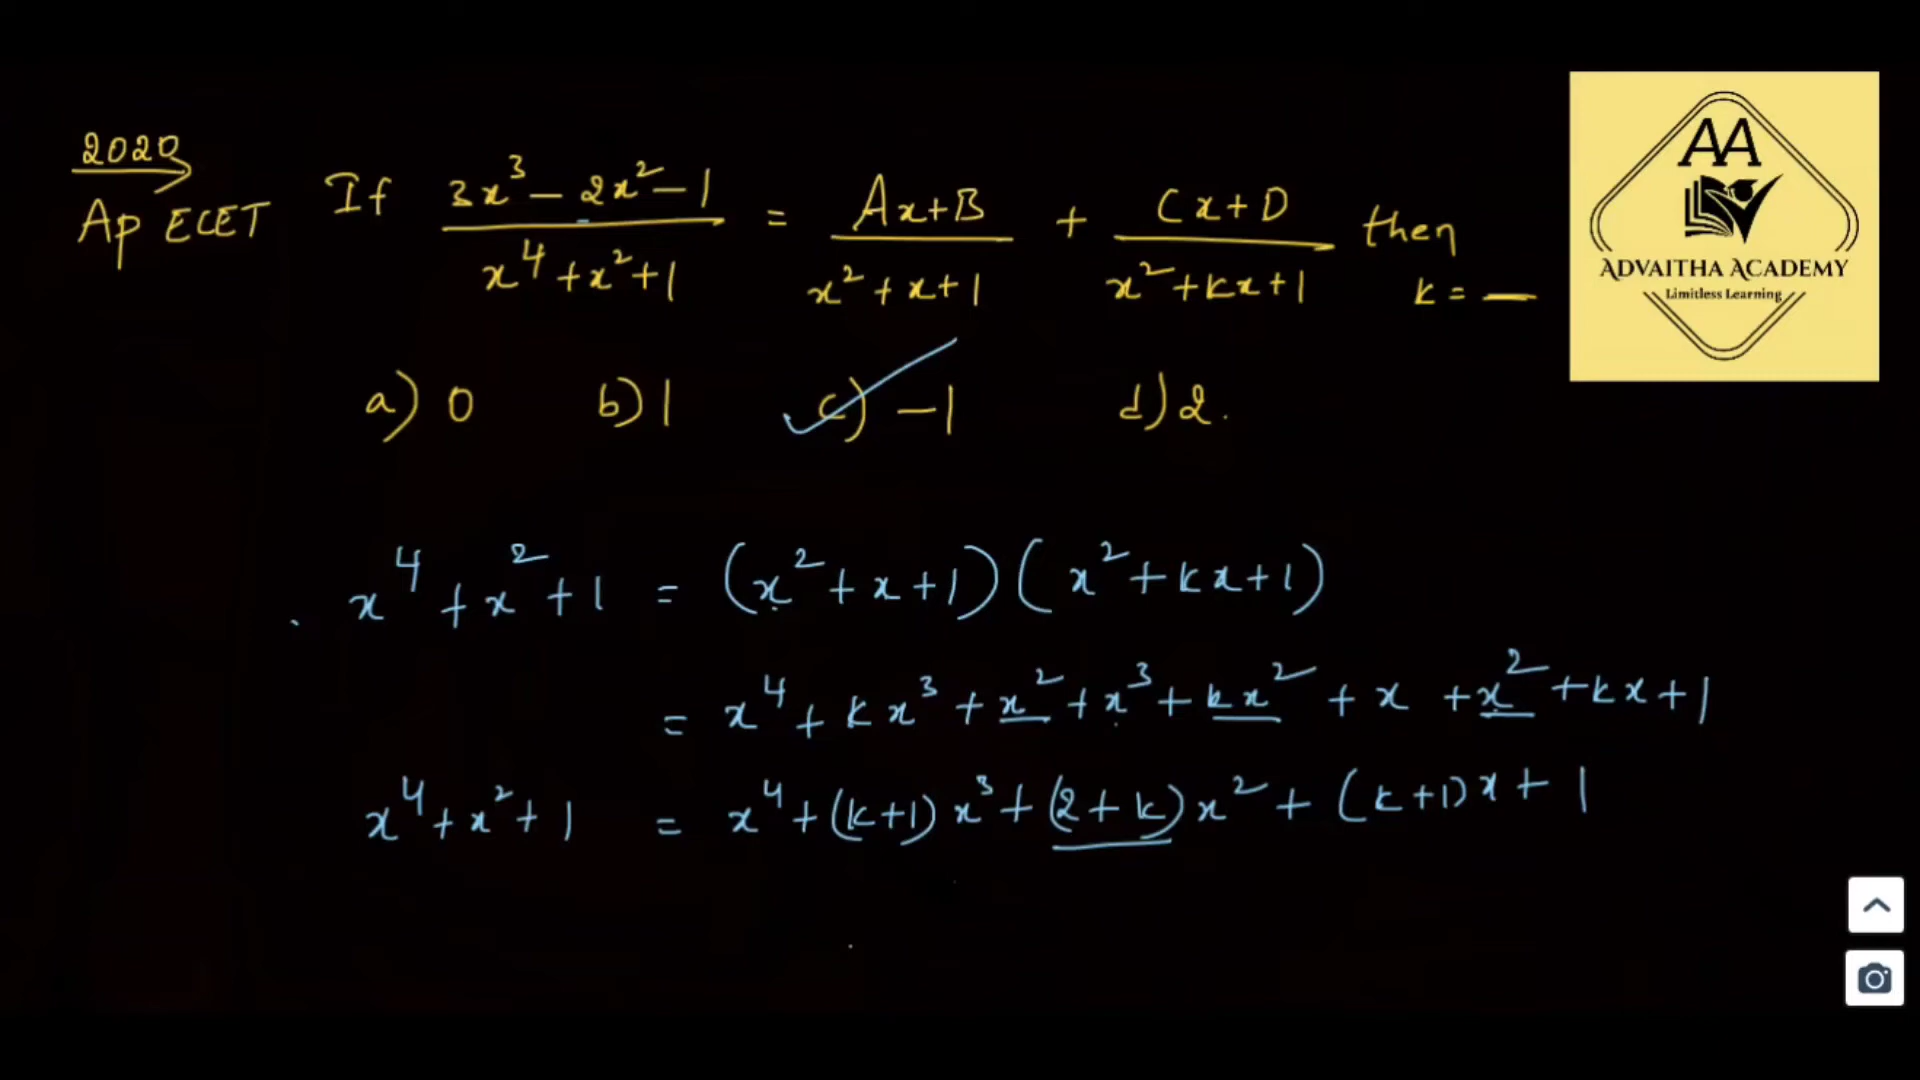 2020
AP ECET If 3x³ - 2x² - 1 / x⁴ + x² + 1 = Ax + B / x² + x + 1 + Cx + D / x² + kx + 1 then k = —
a) 0 b) 1 c) -1 d) 2.
x⁴ + x² + 1 = (x² + x + 1) (x² + kx + 1)
= x⁴ + kx³ + x² + x³ + kx² + x + x² + kx + 1
x⁴ + x² + 1 = x⁴ + (k+1) x³ + (2 + k) x² + (k+1) x + 1
AA
ADVAITHA ACADEMY
Limitless Learning